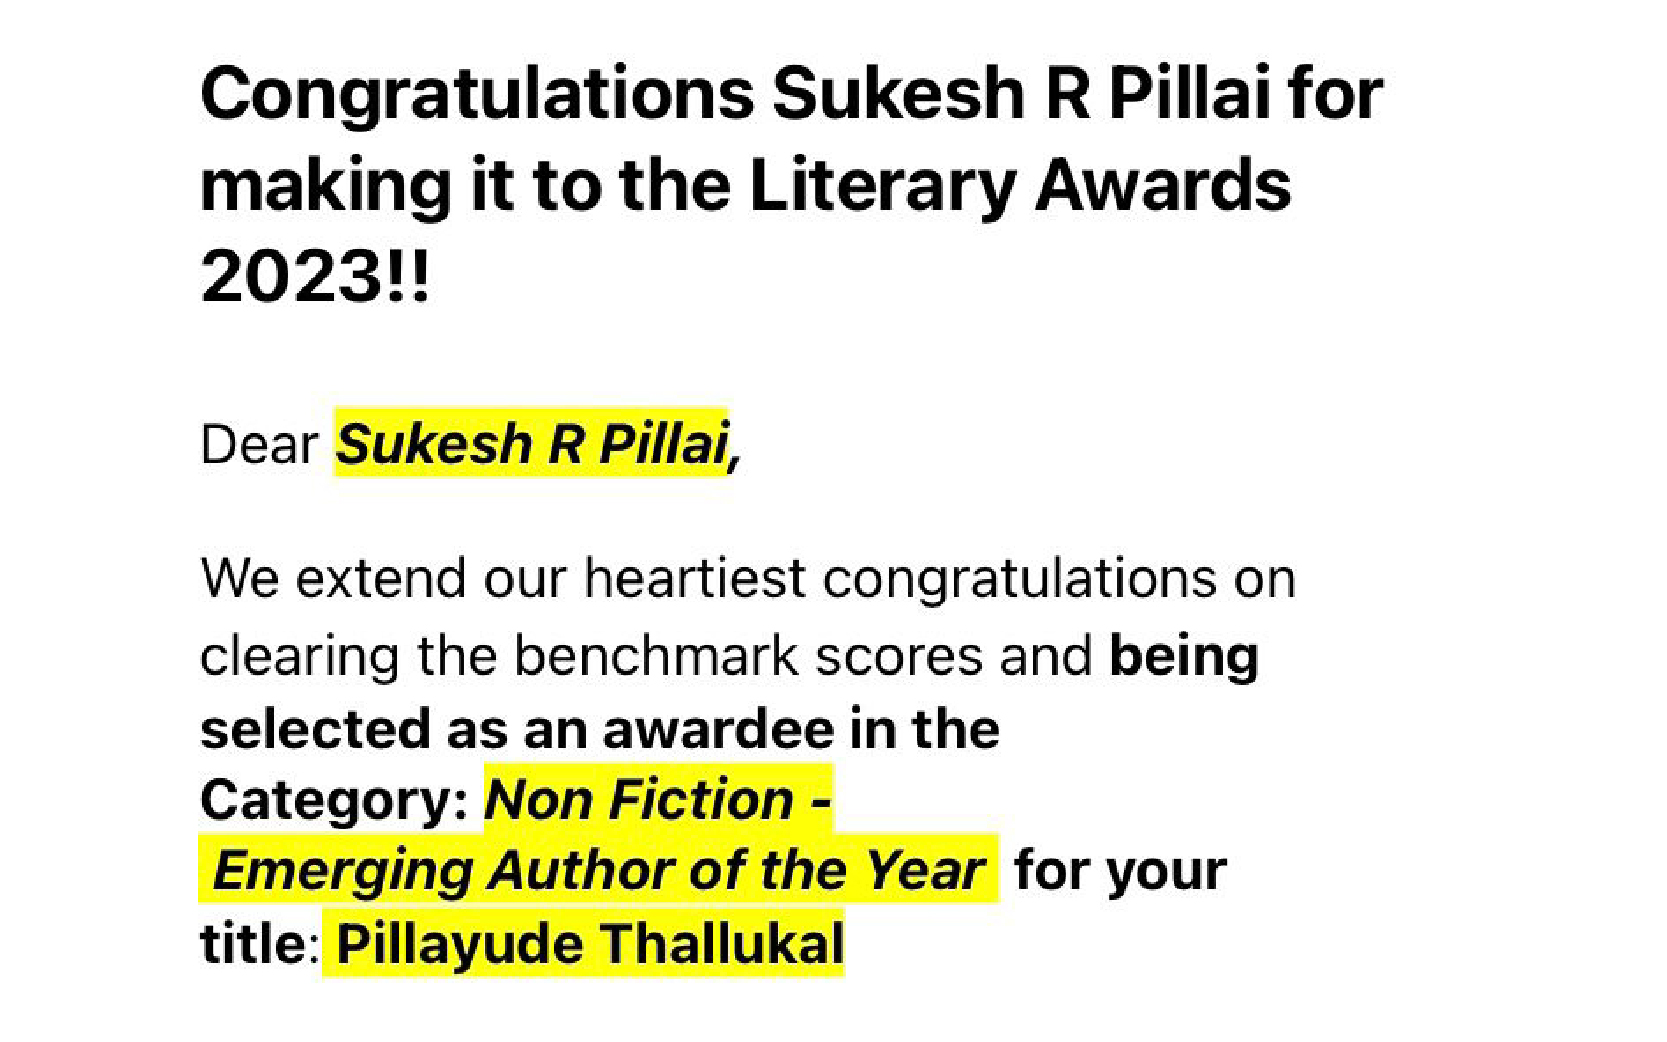 Congratulations Sukesh R Pillai for
making it to the Literary Awards
2023!!
Dear Sukesh R Pillai,
We extend our heartiest congratulations on
clearing the benchmark scores and being
selected as an awardee in the
Category: Non Fiction -
Emerging Author of the Year for your
title: Pillayude Thallukal